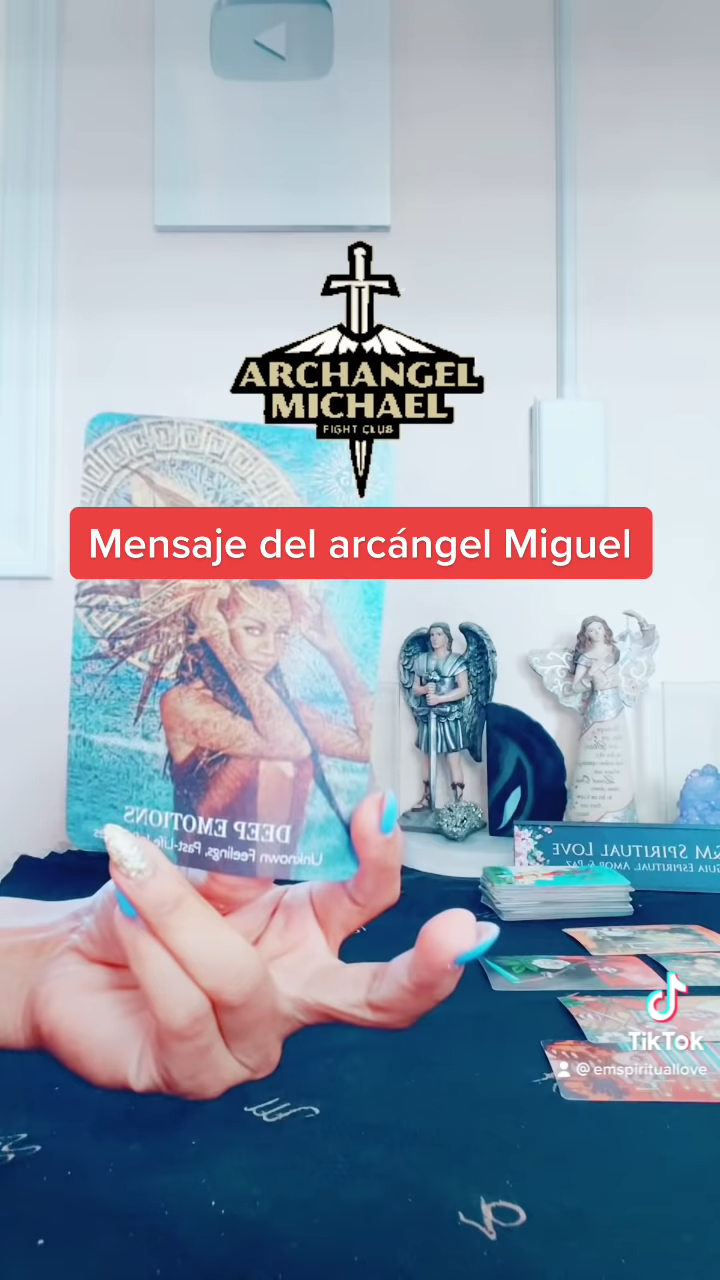 ARCHANGEL
MICHAEL
FIGHT CLUB
Mensaje del arcángel Miguel
DEEP EMOTIONS
Unknown Feelings, Past-Life
&M SPIRITUAL LOVE
GUIA ESPIRITUAL AMOR & PAZ
TikTok
@emspirituallove